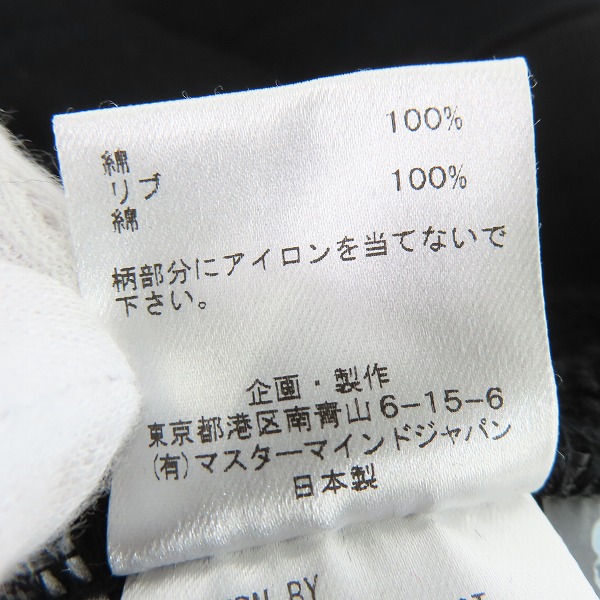 綿 100%
リブ
綿 100%
柄部分にアイロンを当てないで
下さい。
企画・製作
東京都港区南青山6-15-6
(有)マスターマインドジャパン
日本製
BY